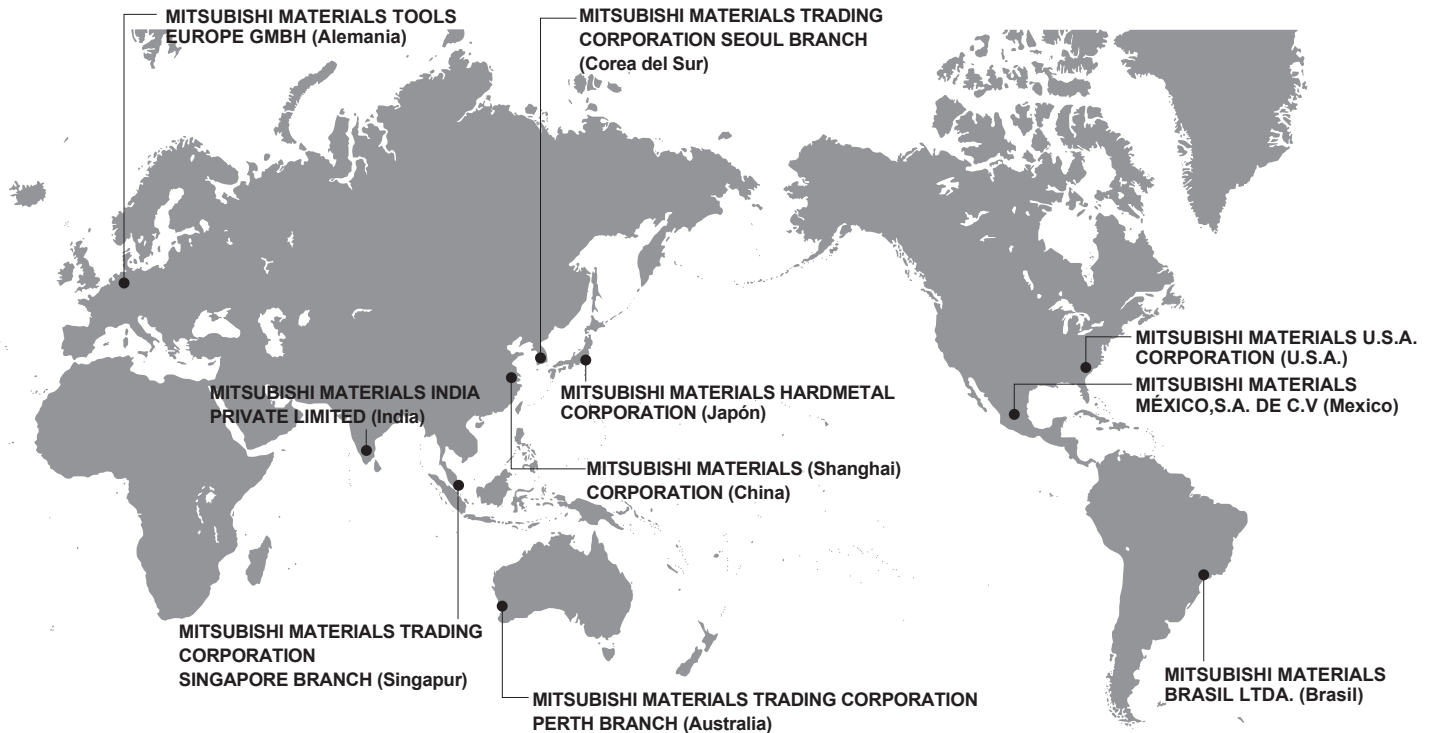 MITSUBISHI MATERIALS TOOLS
EUROPE GMBH (Alemania)
MITSUBISHI MATERIALS TRADING
CORPORATION SEOUL BRANCH
(Corea del Sur)
MITSUBISHI MATERIALS U.S.A.
CORPORATION (U.S.A.)
MITSUBISHI MATERIALS
MÉXICO,S.A. DE C.V (Mexico)
MITSUBISHI MATERIALS INDIA
PRIVATE LIMITED (India)
MITSUBISHI MATERIALS HARDMETAL
CORPORATION (Japón)
MITSUBISHI MATERIALS (Shanghai)
CORPORATION (China)
MITSUBISHI MATERIALS TRADING
CORPORATION
SINGAPORE BRANCH (Singapur)
MITSUBISHI MATERIALS TRADING CORPORATION
PERTH BRANCH (Australia)
MITSUBISHI MATERIALS
BRASIL LTDA. (Brasil)